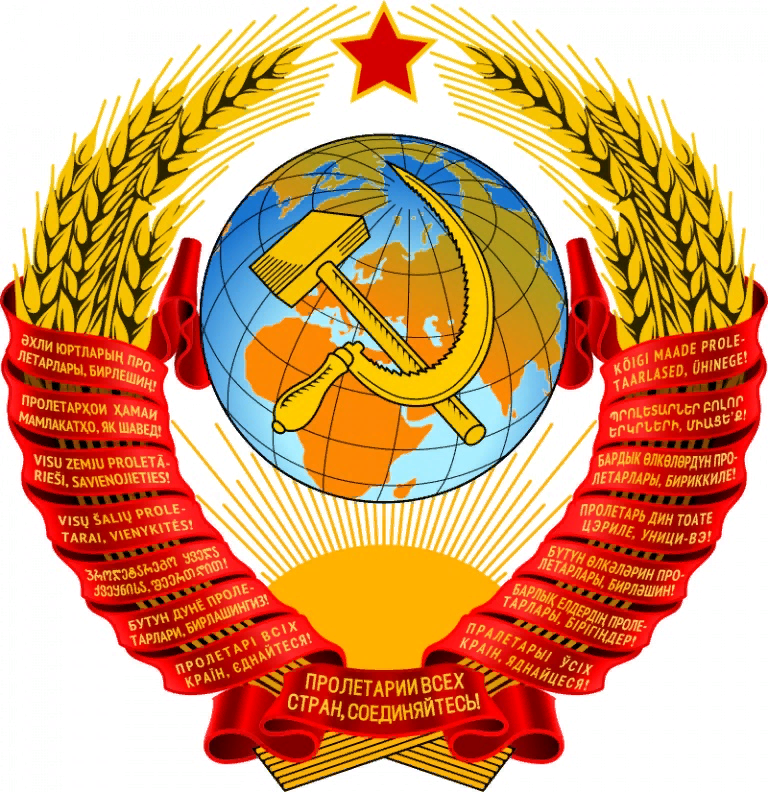 ӘХЛИ ЮРТЛАРЫҢ ПРО-
ЛЕТАРЛАРЫ, БИРЛЕШИҢ!
ПРОЛЕТАРҲОИ ҲАМАИ
МАМЛАКАТҲО, ЯК ШАВЕД!
VISU ZEMJU PROLETĀ-
RIEŠI, SAVIENOJIETIES!
VISŲ ŠALIŲ PROLE-
TARAI, VIENYKITĖS!
პროლეტარებო ყველა
ქვეყნისა, შეერთდით!
БУТУН ДУНЕ ПРОЛЕ-
ТАРЛАРИ, БИРЛАШИНГИЗ!
ПРОЛЕТАРІ ВСІХ
КРАЇН, ЄДНАЙТЕСЯ!
KÕIGI MAADE PROLE-
TAARLASED, ÜHINEGE!
ՊՐՈԼԵՏԱՐՆԵՐ ԲՈԼՈՐ
ԵՐԿՐՆԵՐԻ, ՄԻԱՑԵ՛Ք!
БАРДЫК ӨЛКӨЛӨРДҮН ПРО-
ЛЕТАРЛАРЫ, БИРИККИЛЕ!
ПРОЛЕТАРЬ ДИН ТОАТЕ
ЦЭРИЛЕ, УНИЦИ-ВЭ!
БҮТҮН ӨЛКӘЛӘРИН ПРО-
ЛЕТАРЛАРЫ, БИРЛӘШИН!
БАРЛЫҚ ЕЛДЕРДІҢ ПРОЛЕ-
ТАРЛАРЫ, БІРІГІҢДЕР!
ПРАЛЕТАРЫІ ЎСІХ
КРАІН, ЯДНАЙЦЕСЯ!
ПРОЛЕТАРИИ ВСЕХ
СТРАН, СОЕДИНЯЙТЕСЬ!